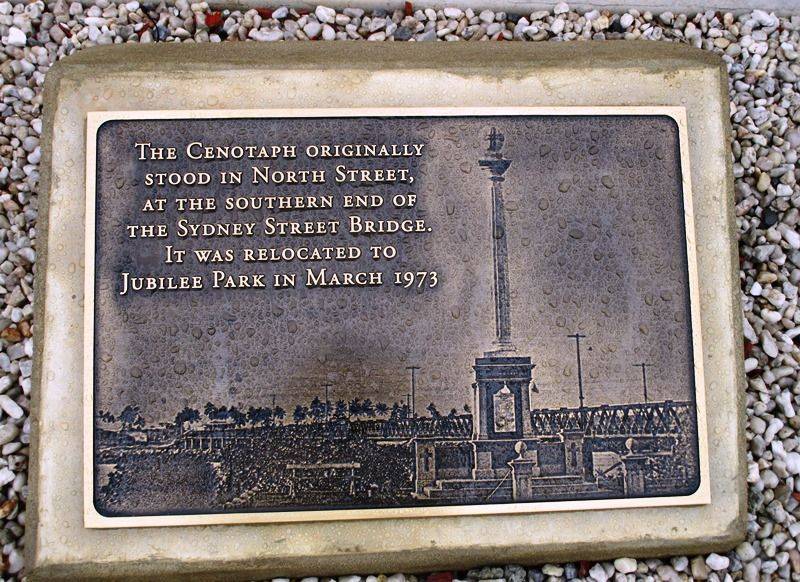 The Cenotaph originally
stood in North Street,
at the southern end of
the Sydney Street Bridge.
It was relocated to
Jubilee Park in March 1973